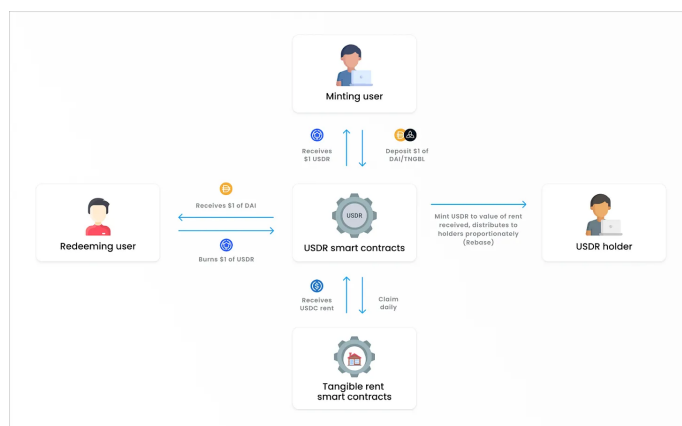 Minting user
Receives
$1 USDR
Deposit $1 of
DAI/TNGBL
Receives $1 of DAI
Redeeming user
Burns $1 of USDR
USDR
USDR smart contracts
Mint USDR to value of rent
received, distributes to
holders proportionately
(Rebase)
USDR holder
Receives
USDC rent
Claim
daily
Tangible rent
smart contracts